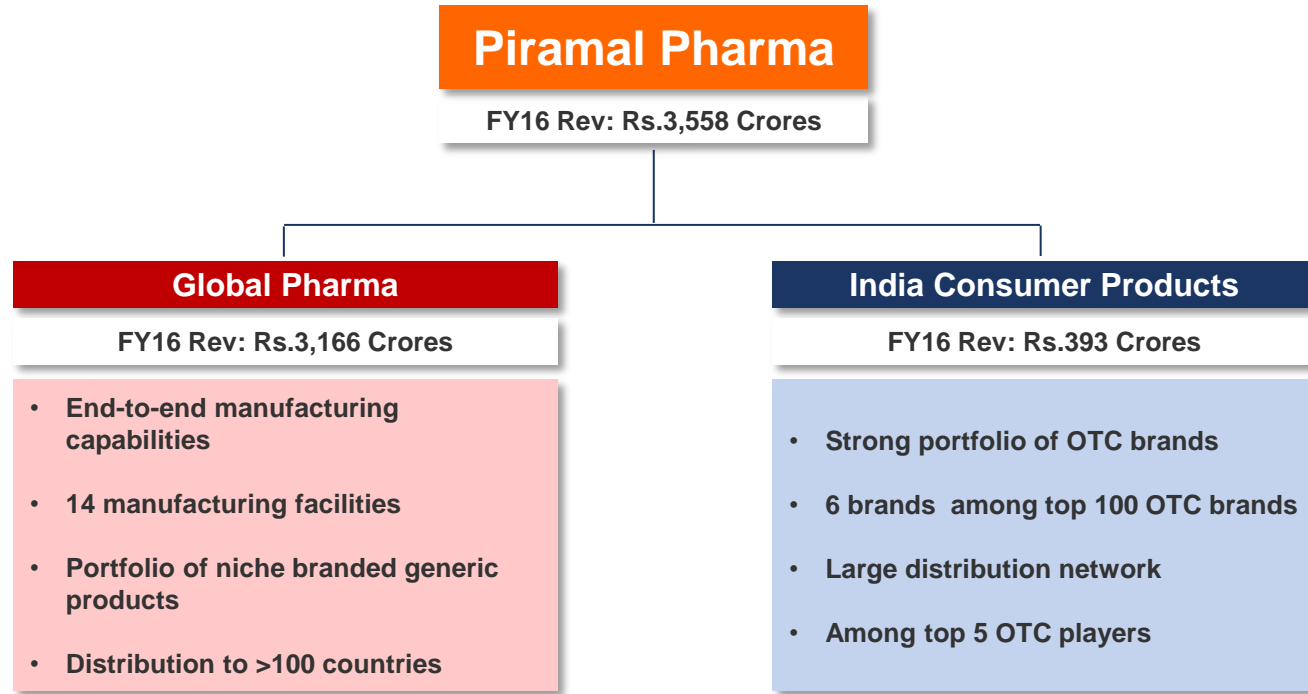 Piramal Pharma
FY16 Rev: Rs.3,558 Crores
Global Pharma
FY16 Rev: Rs.3,166 Crores
• End-to-end manufacturing
capabilities
• 14 manufacturing facilities
• Portfolio of niche branded generic
products
• Distribution to >100 countries
India Consumer Products
FY16 Rev: Rs.393 Crores
• Strong portfolio of OTC brands
• 6 brands among top 100 OTC brands
• Large distribution network
• Among top 5 OTC players